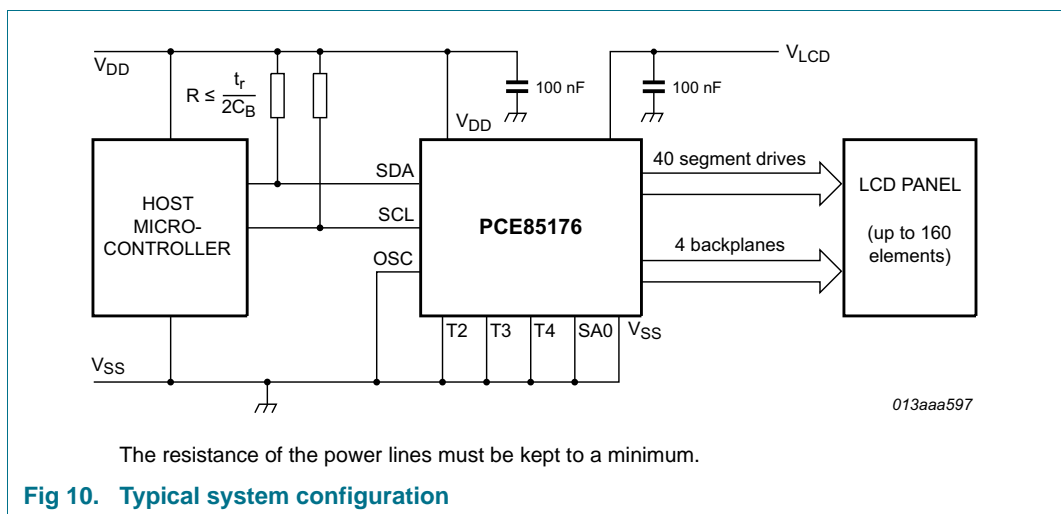 VDD
R ≤ tr
2CB
100 nF
VLCD
100 nF
VDD
HOST
MICRO-
CONTROLLER
SDA
SCL
OSC
PCE85176
40 segment drives
4 backplanes
LCD PANEL
(up to 160
elements)
T2 T3 T4 SA0 VSS
VSS
013aaa597
The resistance of the power lines must be kept to a minimum.
Fig 10. Typical system configuration